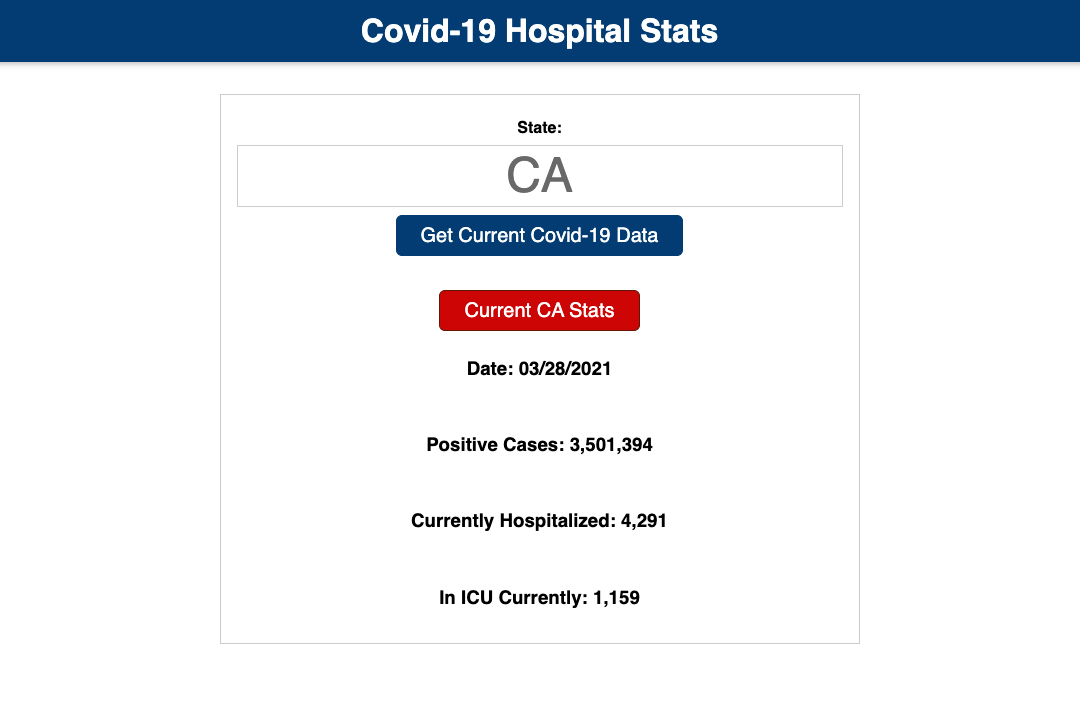 Covid-19 Hospital Stats
State:
CA
Get Current Covid-19 Data
Current CA Stats
Date: 03/28/2021
Positive Cases: 3,501,394
Currently Hospitalized: 4,291
In ICU Currently: 1,159